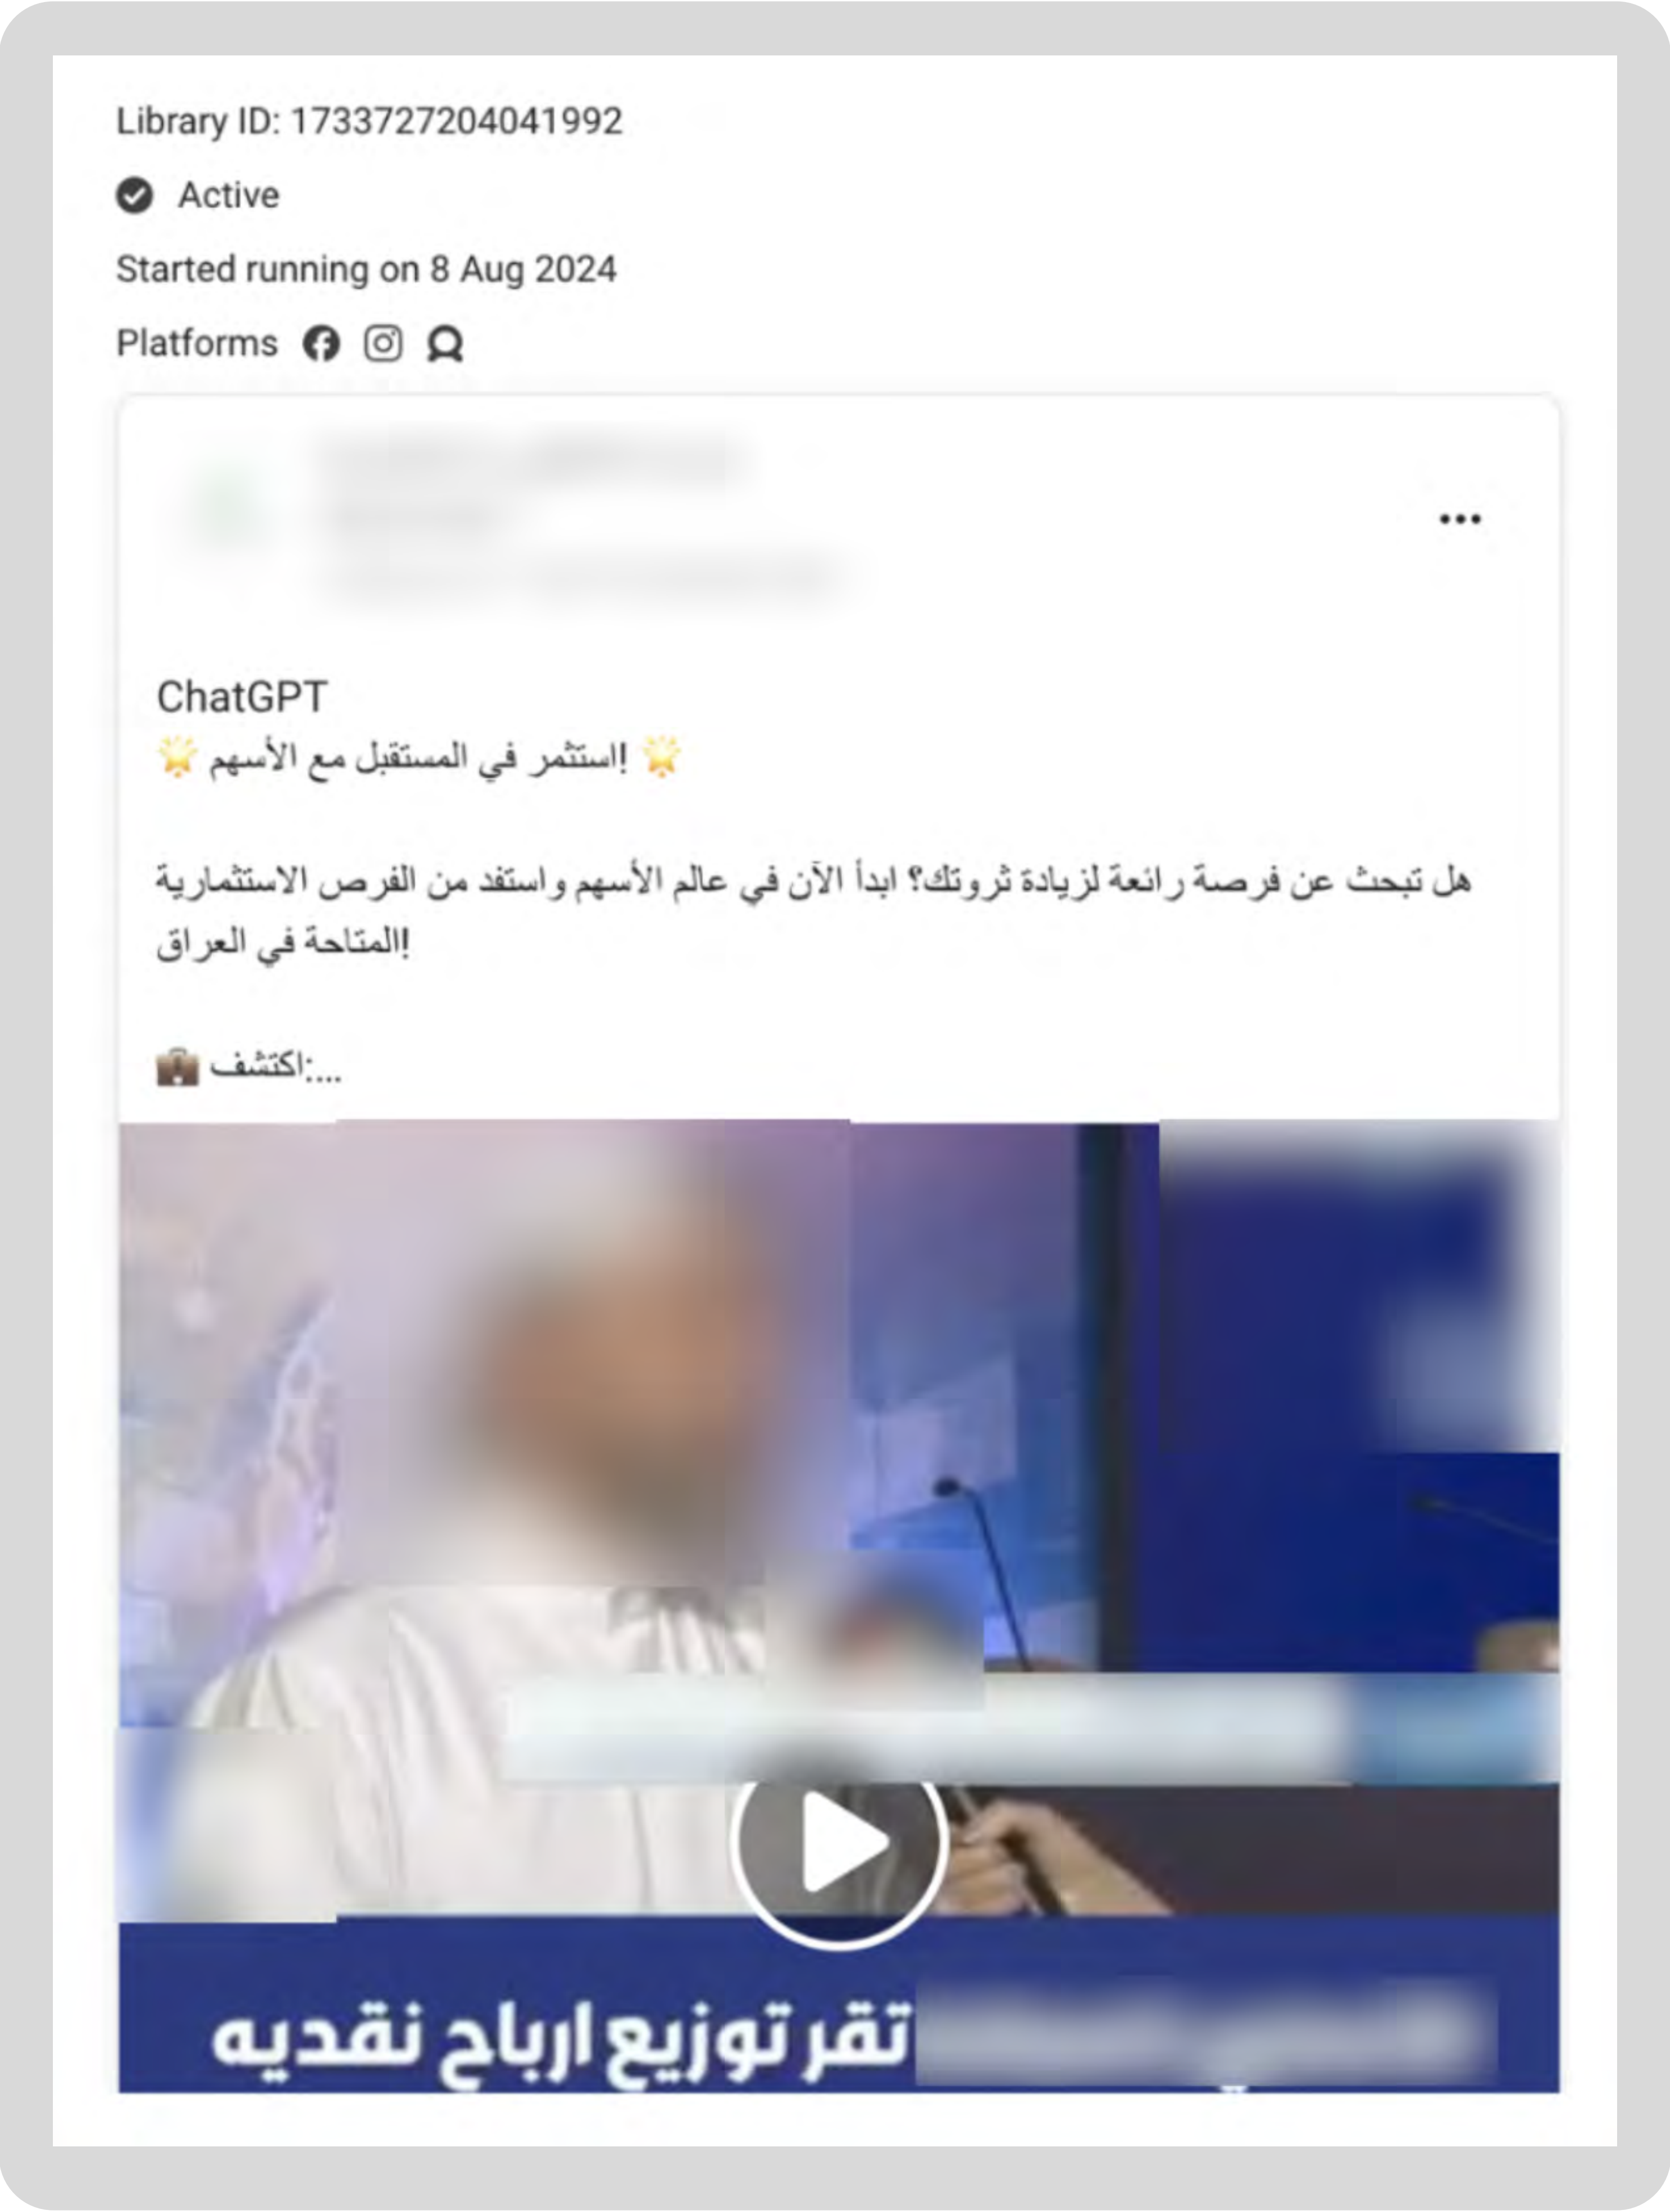 Library ID: 1733727204041992
Active
Started running on 8 Aug 2024
Platforms
ChatGPT
🌟 استثمر في المستقبل مع الأسهم! 🌟
هل تبحث عن فرصة رائعة لزيادة ثروتك؟ ابدأ الآن في عالم الأسهم واستفد من الفرص الاستثمارية
المتاحة في العراق!
💼 اكتشف:...
تقر توزيع ارباح نقديه